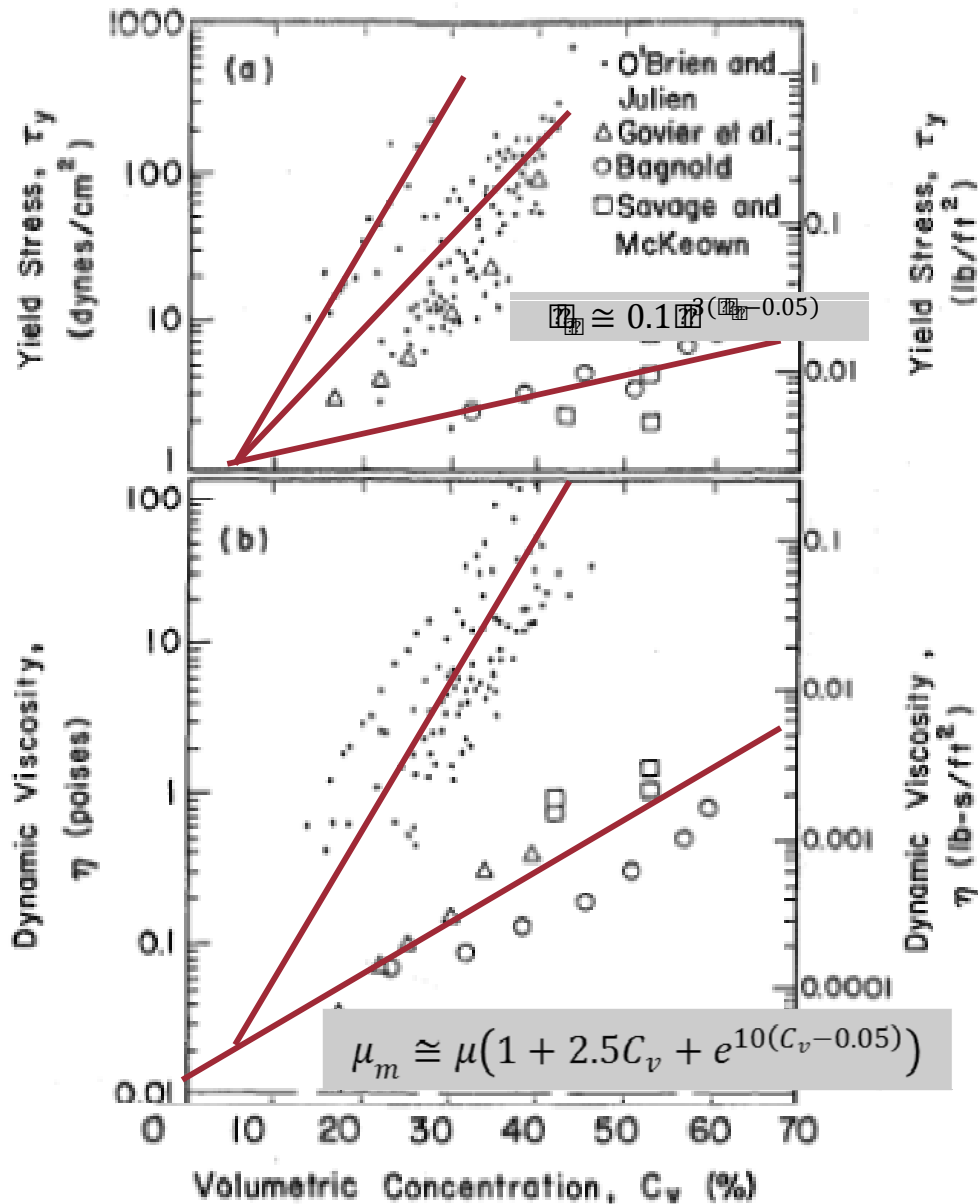 1000
(a)
• O'Brien and
Julien
△ Govier et al.
○ Bagnold
□ Savage and
McKeown
100
10
1
Yield Stress, τy
(dynes/cm²)
1
0.1
0.01
Yield Stress, τy
(lb/ft²)
≅ 0.1 3( −0.05)
100
(b)
10
1
0.1
0.01
Dynamic Viscosity,
η (poises)
0.1
0.01
0.001
0.0001
Dynamic Viscosity,
η (lb-s/ft²)
μm ≅ μ(1 + 2.5Cv + e^10(Cv−0.05))
0 10 20 30 40 50 60 70
Volumetric Concentration, Cv (%)